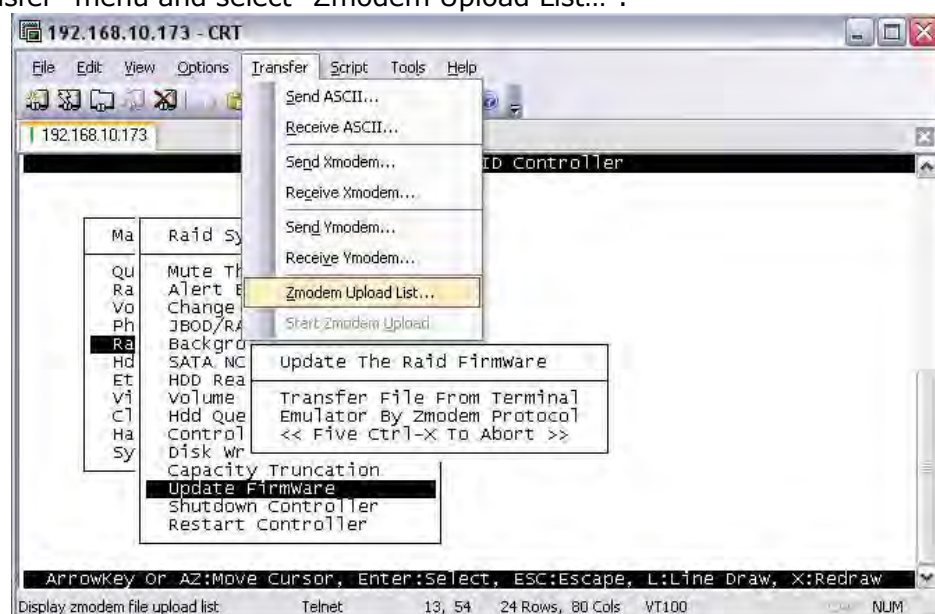 nsfer" menu and select "Zmodem Upload List...".
192.168.10.173 - CRT
File Edit View Options Transfer Script Tools Help
192.168.10.173
Send ASCII...
Receive ASCII...
Send Xmodem...
Receive Xmodem...
Send Ymodem...
Receive Ymodem...
Zmodem Upload List...
Start Zmodem Upload
ID Controller
Ma
Qu
Ra
Vo
Ph
Ra
Hd
Et
Vi
Cl
Ha
Sy
Raid Sy
Mute Th
Alert B
Change
JBOD/RA
Backgro
SATA NC
HDD Rea
Volume
Hdd Que
Control
Disk Wr
Capacity Truncation
Update FirmWare
Shutdown Controller
Restart Controller
Update The Raid FirmWare
Transfer File From Terminal
Emulator By Zmodem Protocol
<< Five Ctrl-X To Abort >>
ArrowKey Or AZ:Move Cursor, Enter:Select, ESC:Escape, L:Line Draw, X:Redraw
Display zmodem file upload list Telnet 13, 54 24 Rows, 80 Cols VT100 NUM